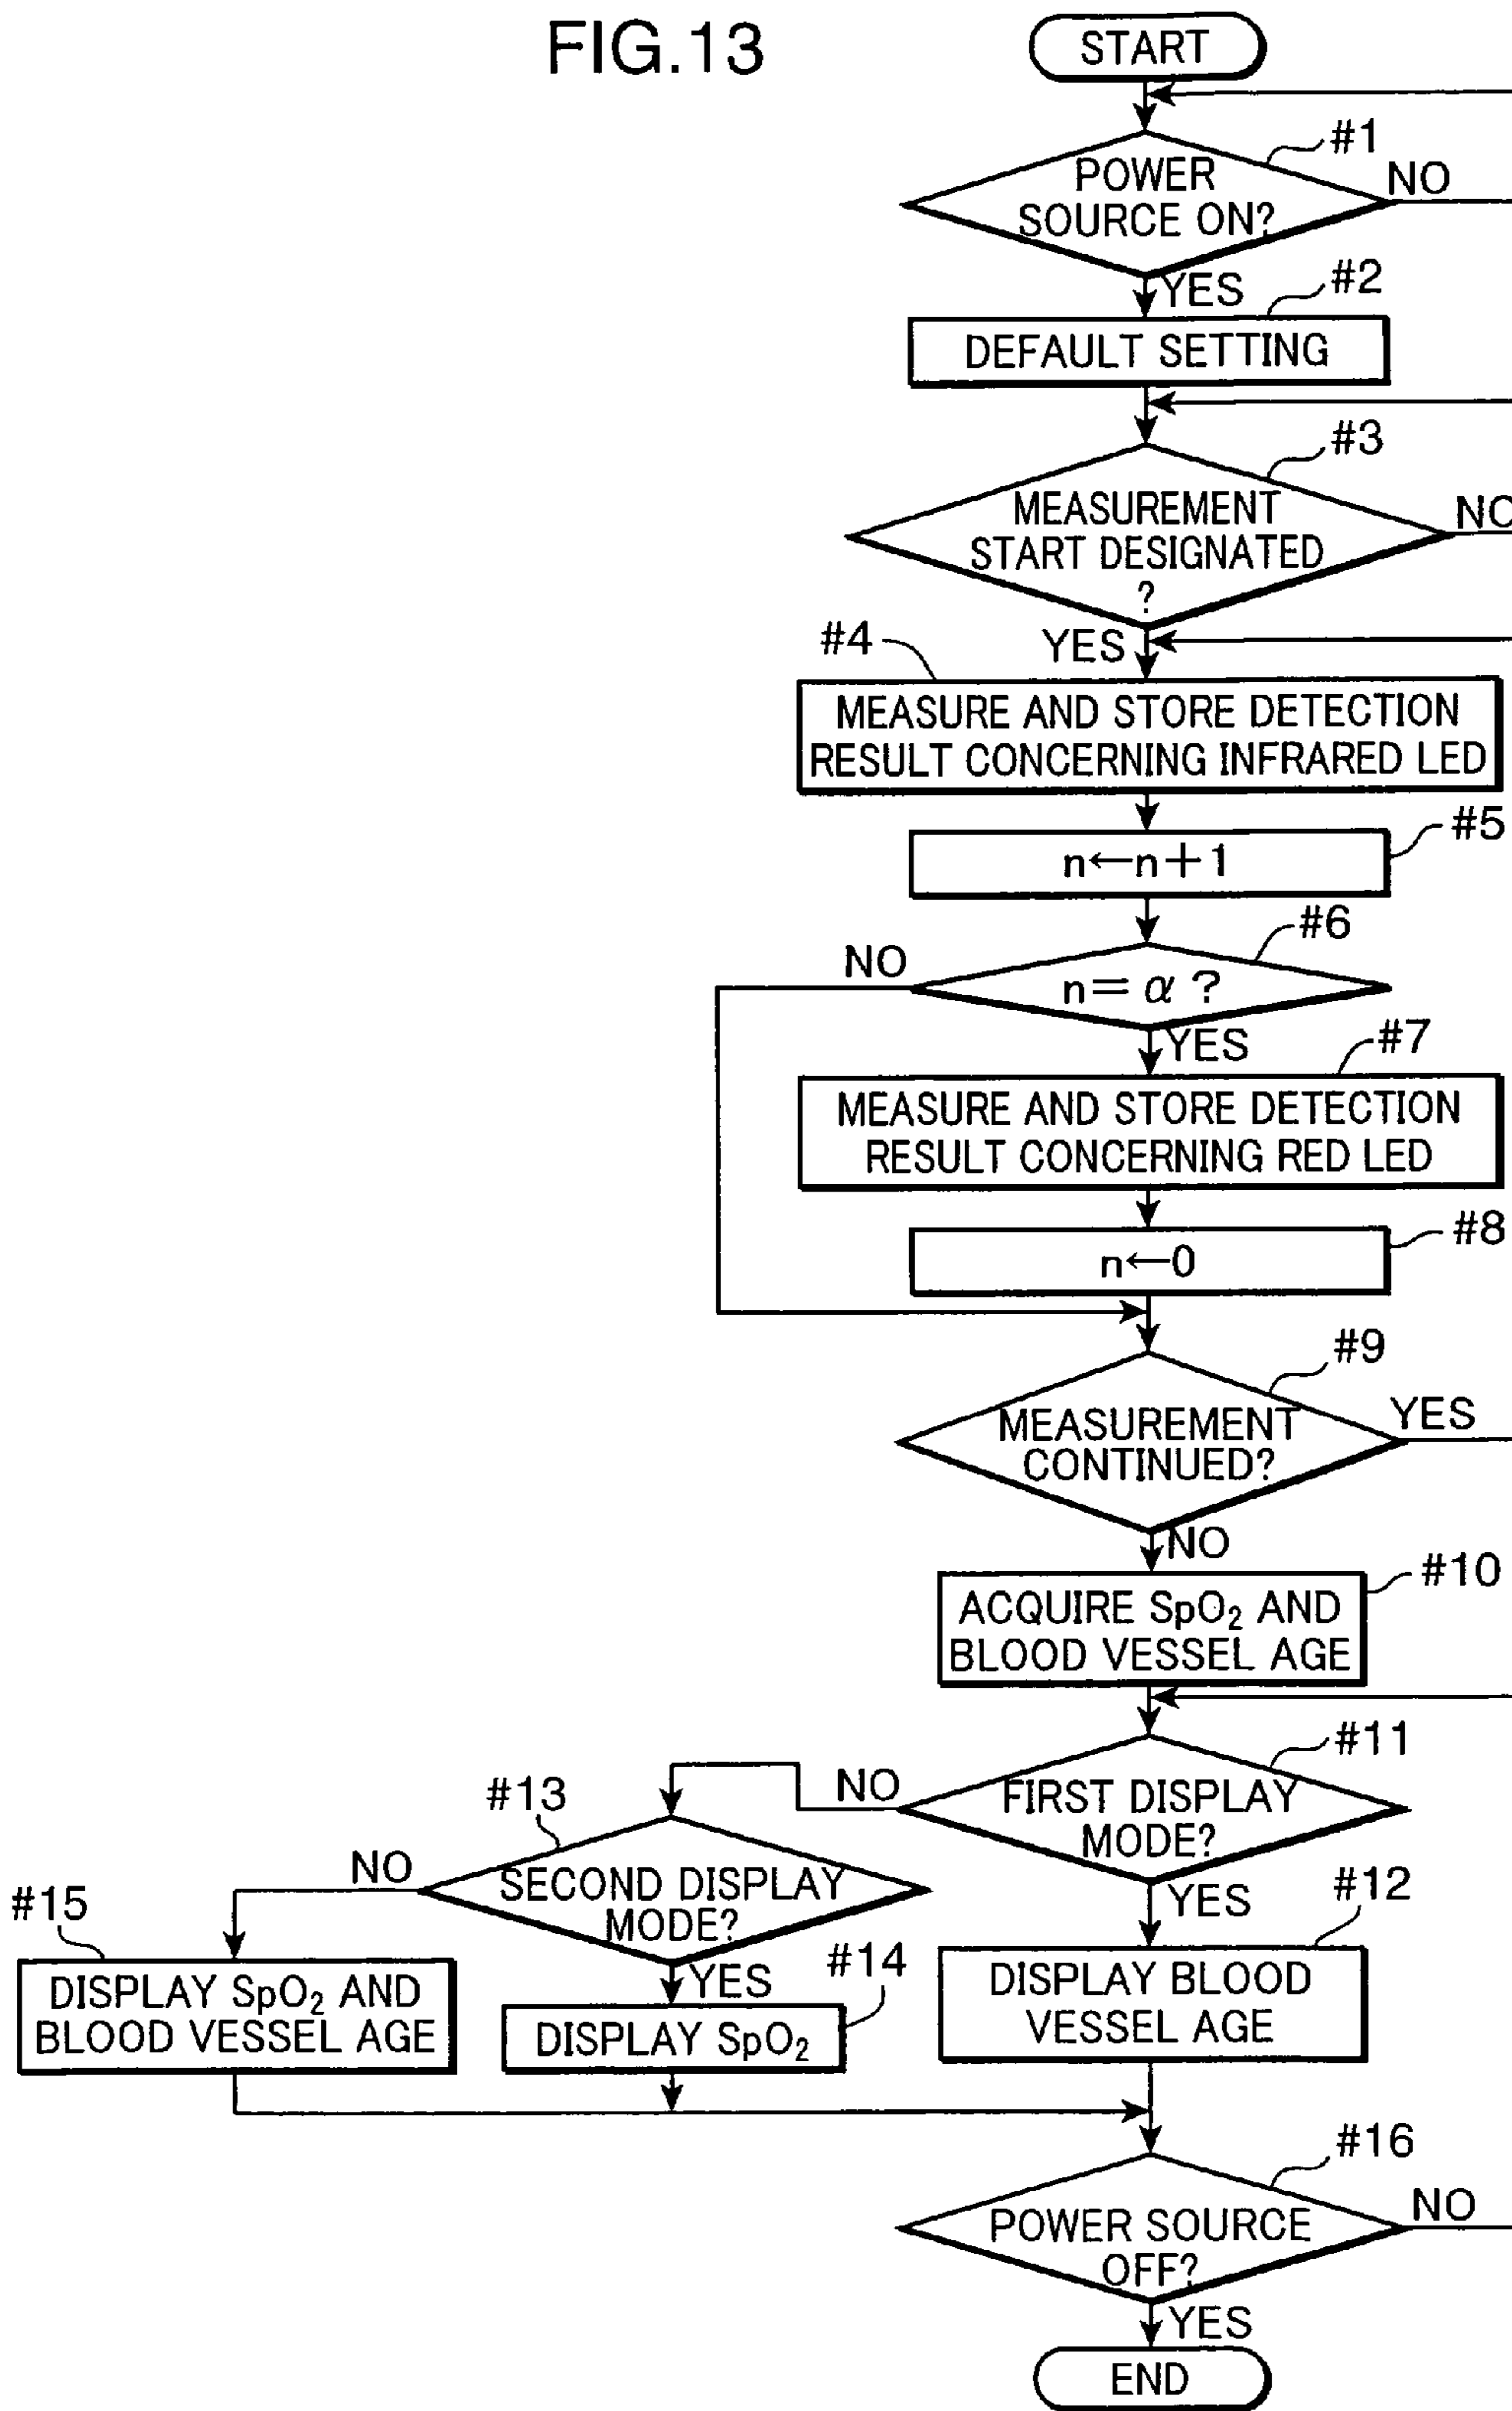 FIG.13
START
#1
POWER
SOURCE ON?
NO
YES
#2
DEFAULT SETTING
#3
MEASUREMENT
START DESIGNATED
?
NO
YES
#4
MEASURE AND STORE DETECTION
RESULT CONCERNING INFRARED LED
#5
n←n+1
#6
NO
n=α ?
YES
#7
MEASURE AND STORE DETECTION
RESULT CONCERNING RED LED
#8
n←0
#9
MEASUREMENT
CONTINUED?
YES
NO
#10
ACQUIRE SpO₂ AND
BLOOD VESSEL AGE
#11
FIRST DISPLAY
MODE?
NO
YES
#13
SECOND DISPLAY
MODE?
NO
YES
#12
DISPLAY BLOOD
VESSEL AGE
#14
DISPLAY SpO₂
#15
DISPLAY SpO₂ AND
BLOOD VESSEL AGE
#16
POWER SOURCE
OFF?
NO
YES
END